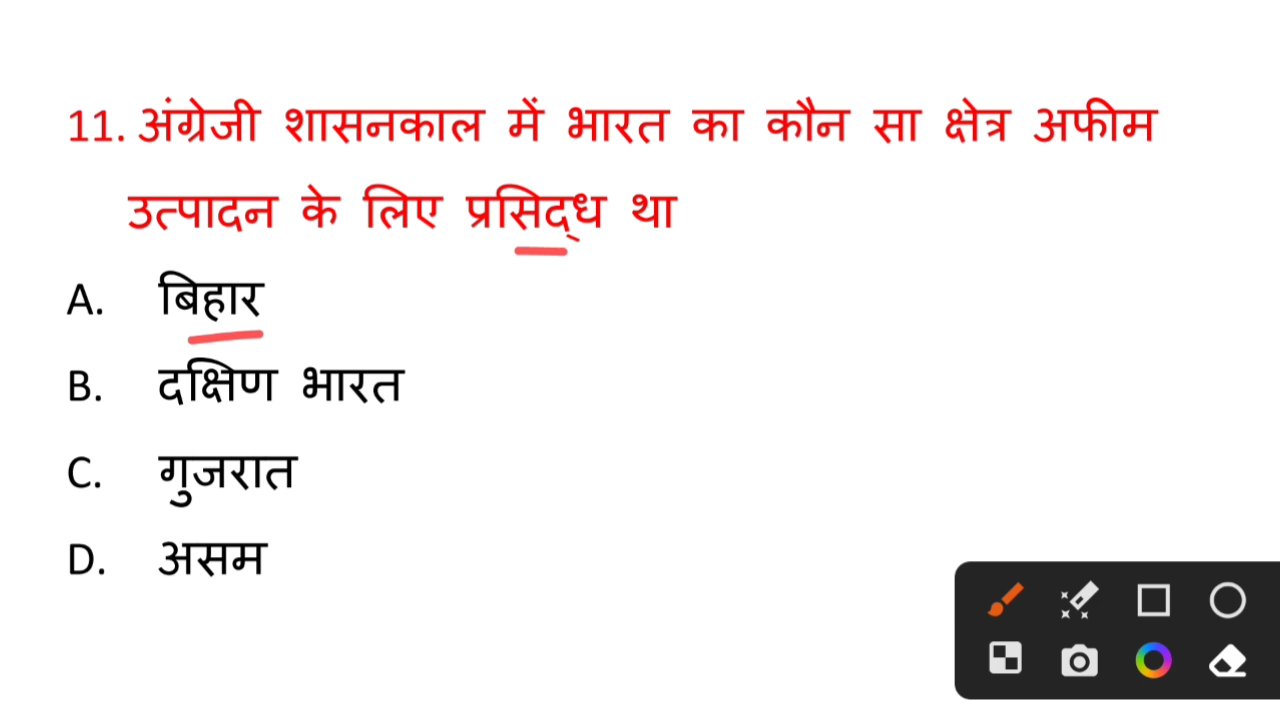 11. अंग्रेजी शासनकाल में भारत का कौन सा क्षेत्र अफीम
उत्पादन के लिए प्रसिद्ध था
A. बिहार
B. दक्षिण भारत
C. गुजरात
D. असम